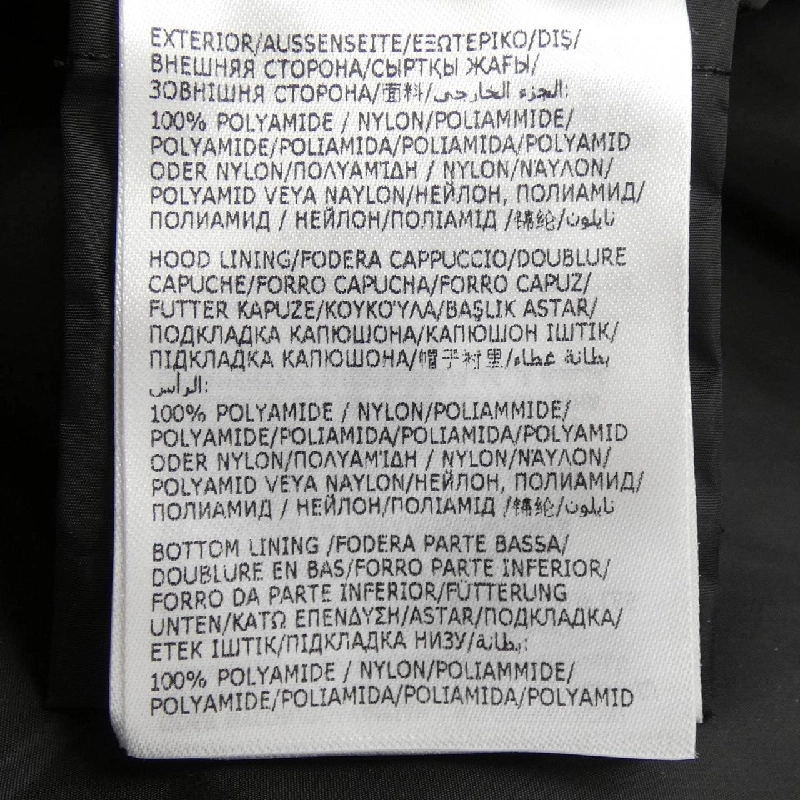 EXTERIOR/AUSSENSEITE/ΕΞΩΤΕΡΙΚΟ/DIŞ/
ВНЕШНЯЯ СТОРОНА/СЫРТҚЫ ЖАҒЫ/
ЗОВНІШНЯ СТОРОНА/面料/الجزء الخارجي:
100% POLYAMIDE / NYLON/POLIAMMIDE/
POLYAMIDE/POLIAMIDA/POLIAMIDA/POLYAMID
ODER NYLON/ΠΟΛΥΑΜΊΔΗ / NYLON/ΝΑΥΛΟΝ/
POLYAMID VEYA NAYLON/НЕЙЛОН, ПОЛИАМИД/
ПОЛИАМИД / НЕЙЛОН/ПОЛІАМІД /锦纶/نايلون
HOOD LINING/FODERA CAPPUCCIO/DOUBLURE
CAPUCHE/FORRO CAPUCHA/FORRO CAPUZ/
FUTTER KAPUZE/ΚΟΥΚΟΎΛΑ/BAŞLIK ASTAR/
ПОДКЛАДКА КАПЮШОНА/КАПЮШОН ІШТІК/
ПІДКЛАДКА КАПЮШОНА/帽子衬里/بطانة غطاء
الرأس:
100% POLYAMIDE / NYLON/POLIAMMIDE/
POLYAMIDE/POLIAMIDA/POLIAMIDA/POLYAMID
ODER NYLON/ΠΟΛΥΑΜΊΔΗ / NYLON/ΝΑΥΛΟΝ/
POLYAMID VEYA NAYLON/НЕЙЛОН, ПОЛИАМИД/
ПОЛИАМИД / НЕЙЛОН/ПОЛІАМІД /锦纶/نايلون
BOTTOM LINING /FODERA PARTE BASSA/
DOUBLURE EN BAS/FORRO PARTE INFERIOR/
FORRO DA PARTE INFERIOR/FÜTTERUNG
UNTEN/ΚΑΤΩ ΕΠΕΝΔΥΣΗ/ASTAR/ПОДКЛАДКА/
ЕТЕК ІШТІК/ПІДКЛАДКА НИЗУ/بطانة:
100% POLYAMIDE / NYLON/POLIAMMIDE/
POLYAMIDE/POLIAMIDA/POLIAMIDA/POLYAMID